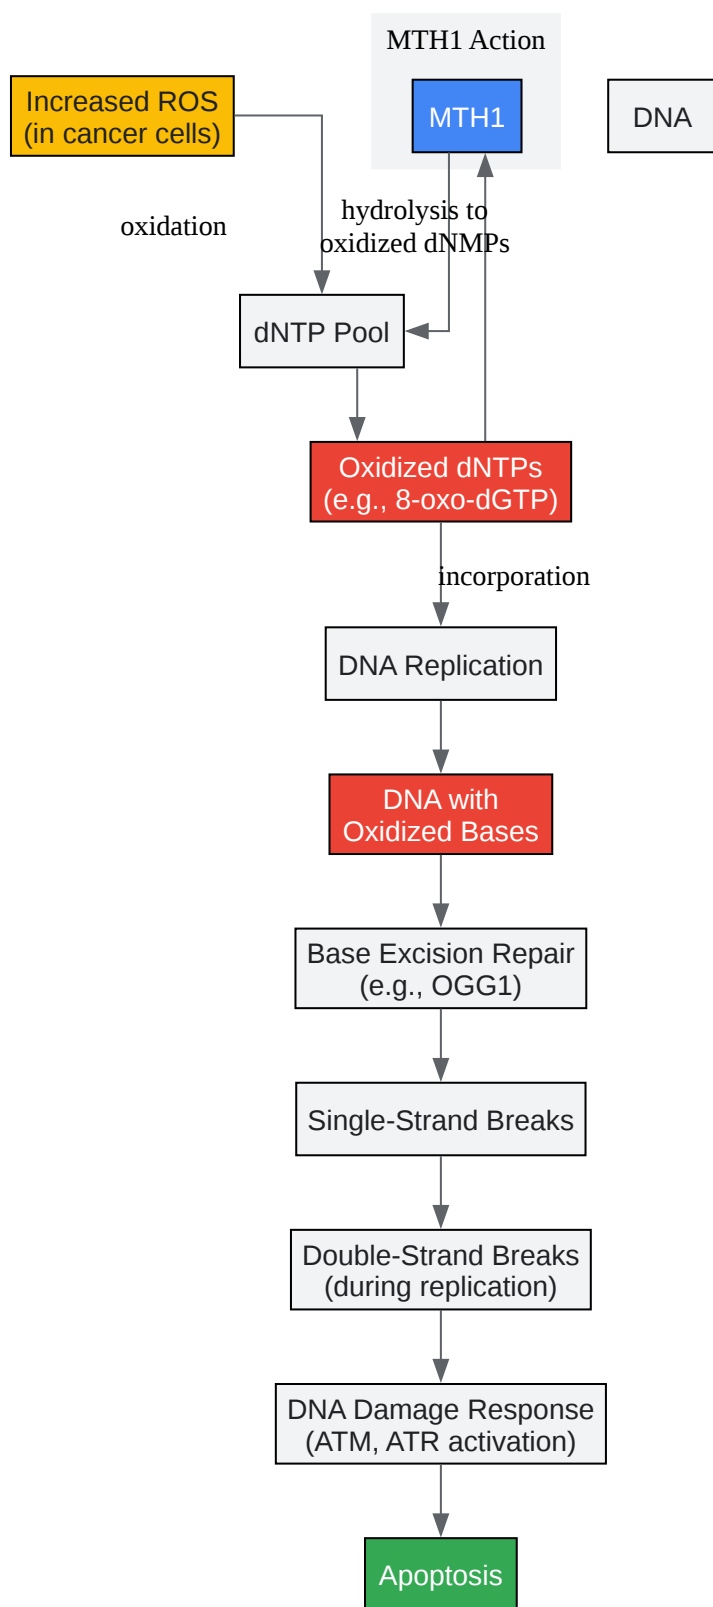 MTH1 Action
Increased ROS
(in cancer cells)
MTH1
DNA
oxidation
hydrolysis to
oxidized dNMPs
dNTP Pool
Oxidized dNTPs
(e.g., 8-oxo-dGTP)
incorporation
DNA Replication
DNA with
Oxidized Bases
Base Excision Repair
(e.g., OGG1)
Single-Strand Breaks
Double-Strand Breaks
(during replication)
DNA Damage Response
(ATM, ATR activation)
Apoptosis